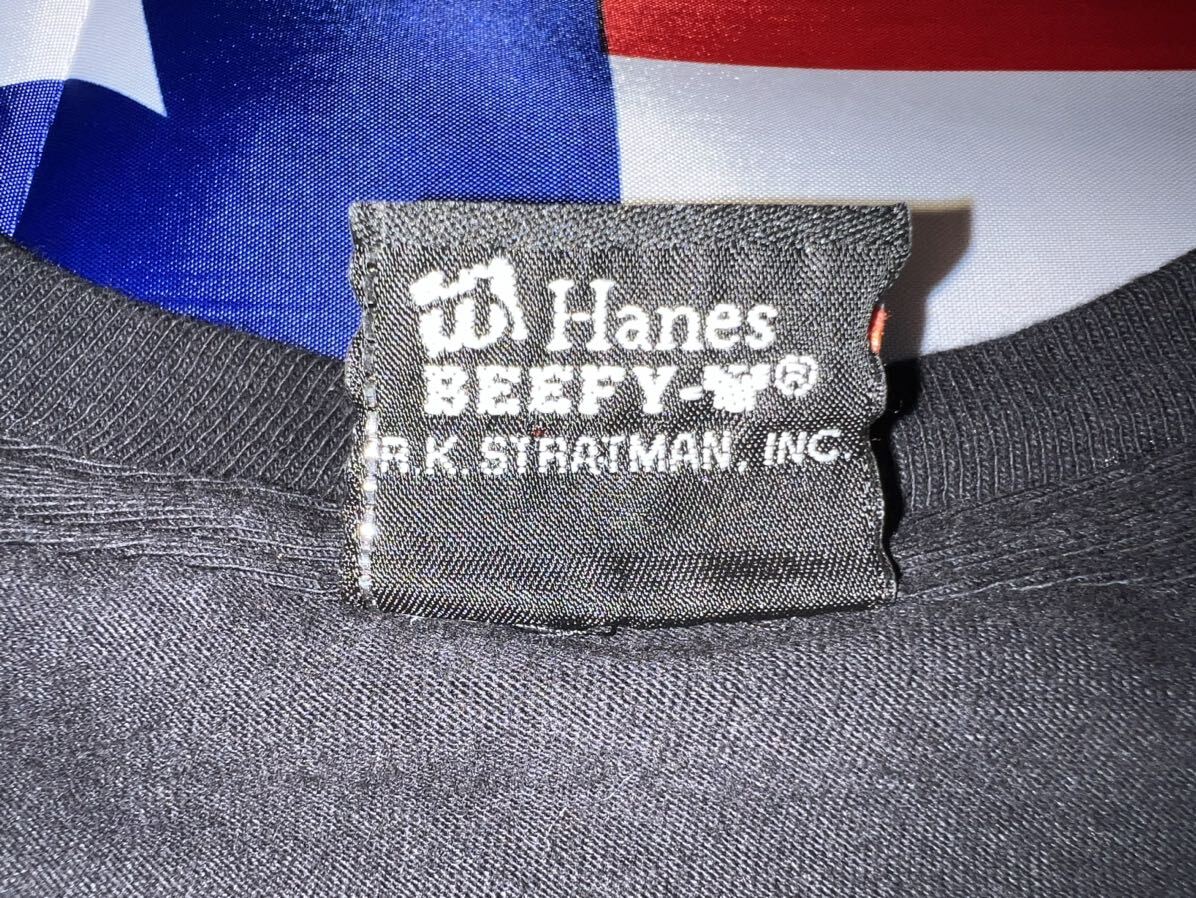 Hanes
BEEFY-T®
R.K. STRATMAN, INC.